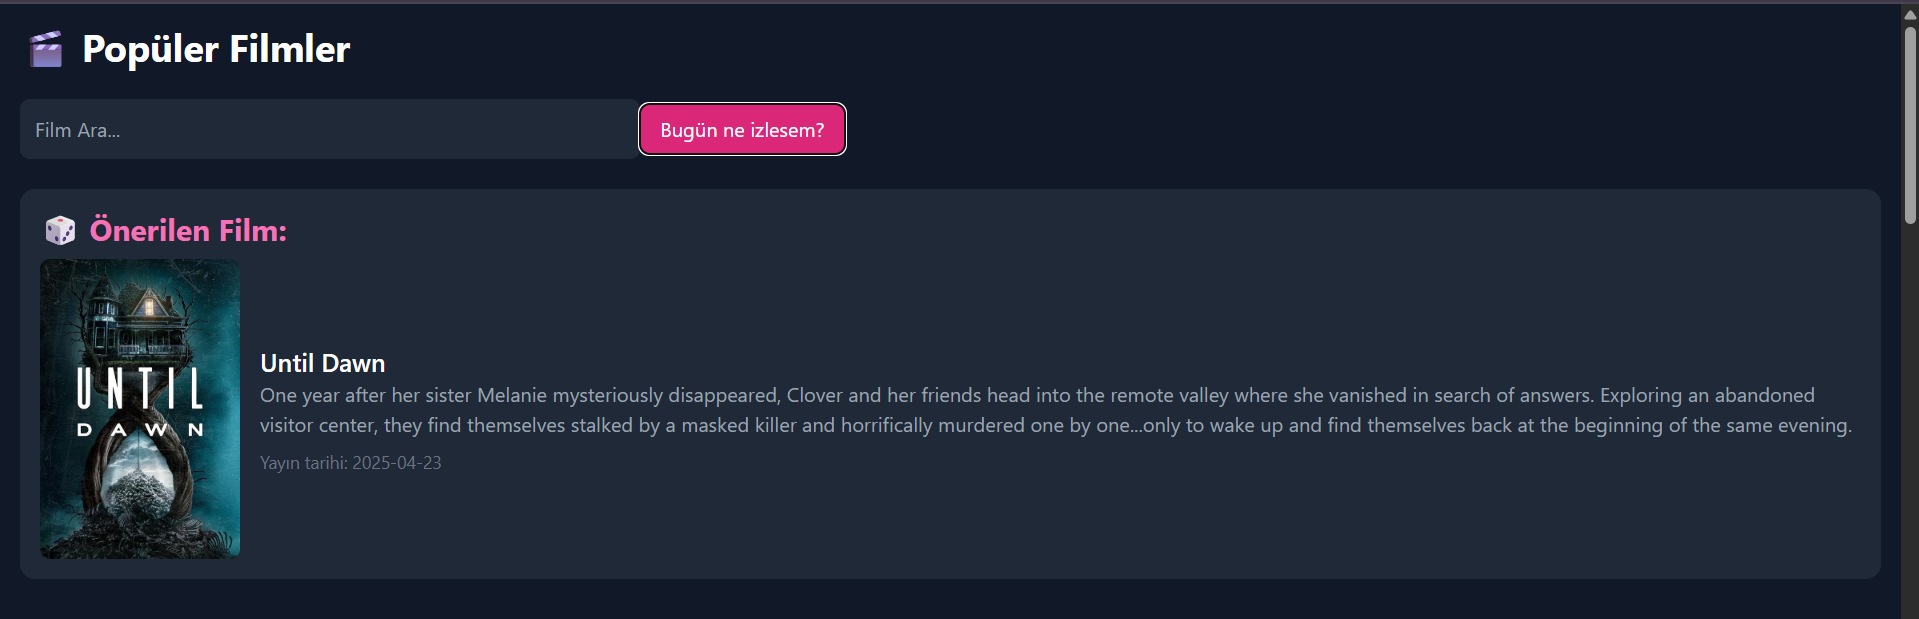 Popüler Filmler
Film Ara...
Bugün ne izlesem?
Önerilen Film:
UNTIL
DAWN
Until Dawn
One year after her sister Melanie mysteriously disappeared, Clover and her friends head into the remote valley where she vanished in search of answers. Exploring an abandoned
visitor center, they find themselves stalked by a masked killer and horrifically murdered one by one...only to wake up and find themselves back at the beginning of the same evening.
Yayın tarihi: 2025-04-23